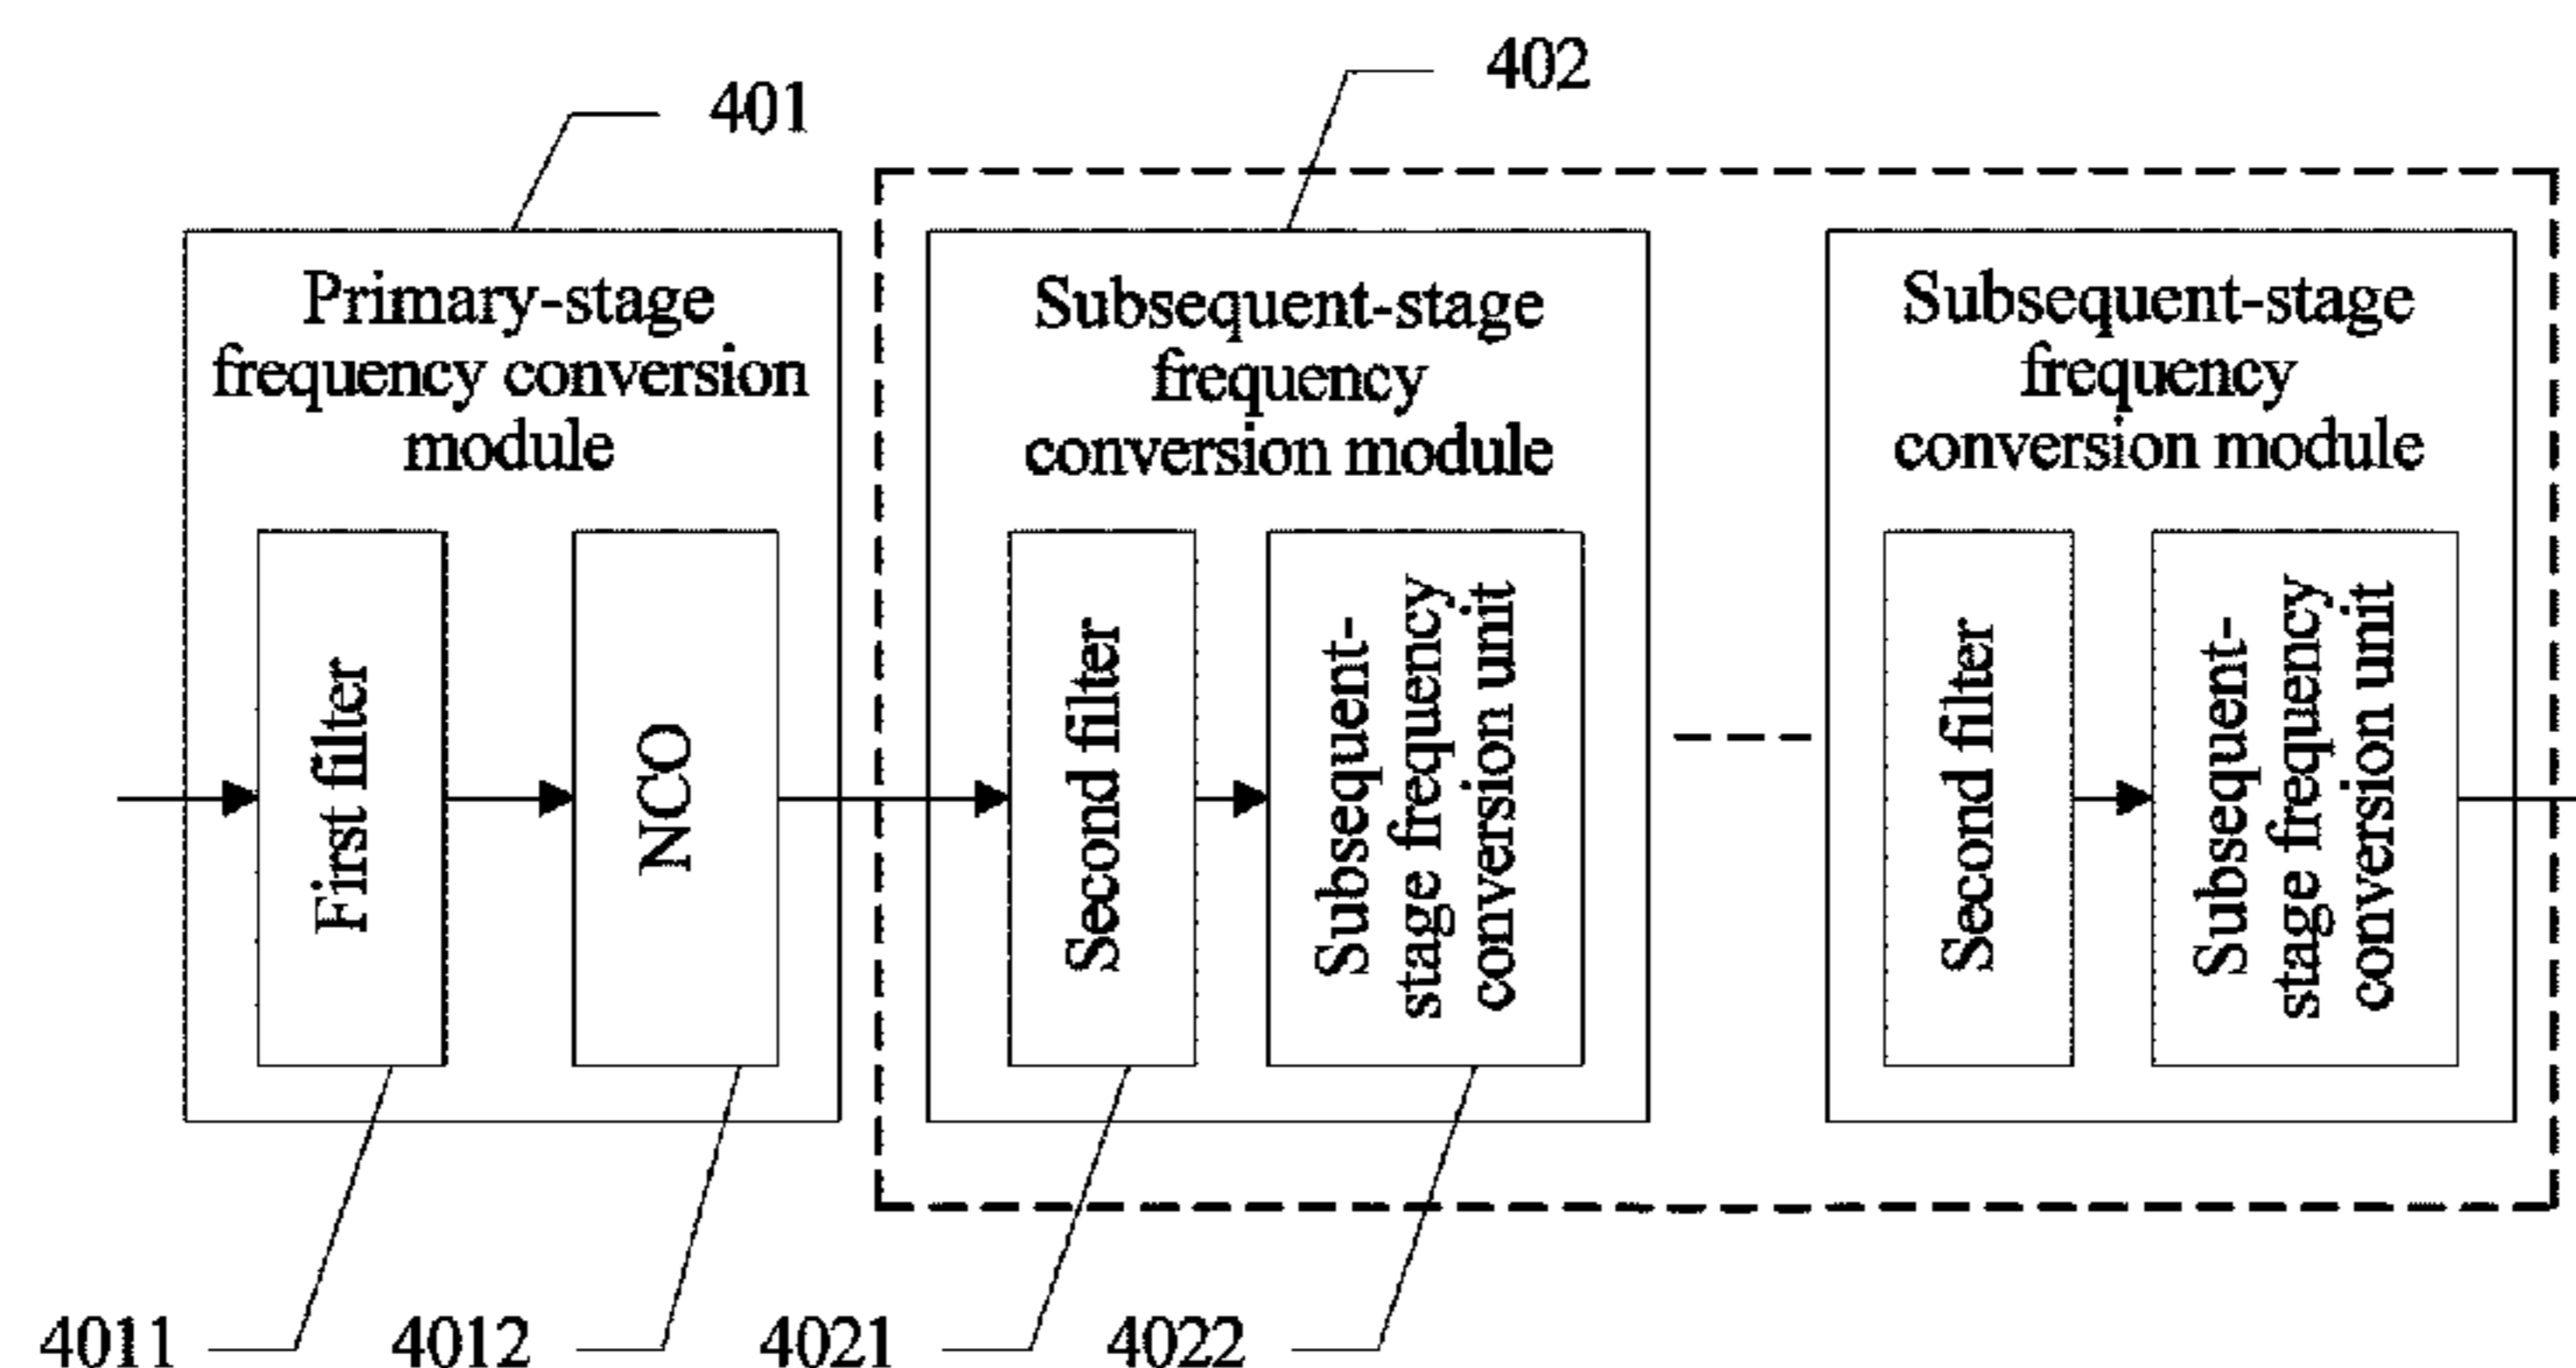 401
402
Primary-stage
frequency conversion
module
Subsequent-stage
frequency
conversion module
Subsequent-stage
frequency
conversion module
First filter
NCO
Second filter
Subsequent-
stage frequency
conversion unit
Second filter
Subsequent-
stage frequency
conversion unit
4011
4012
4021
4022